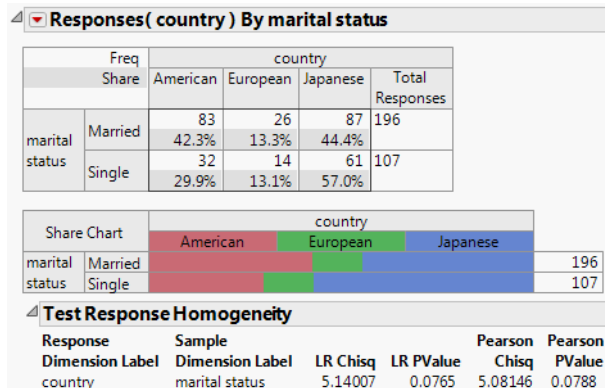 Responses( country ) By marital status
Freq country
Share American European Japanese Total
Responses
marital status Married 83 26 87 196
42.3% 13.3% 44.4%
Single 32 14 61 107
29.9% 13.1% 57.0%
Share Chart country
American European Japanese
marital status Married 196
Single 107
Test Response Homogeneity
Response Sample Pearson Pearson
Dimension Label Dimension Label LR Chisq LR PValue Chisq PValue
country marital status 5.14007 0.0765 5.08146 0.0788